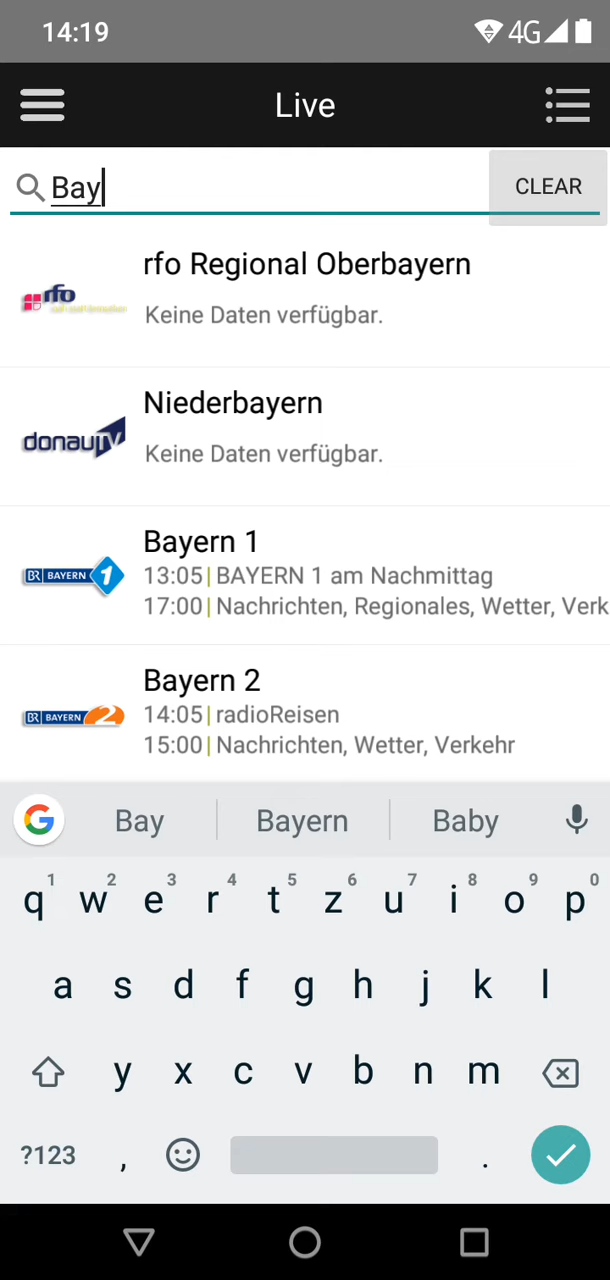 14:19 4G
Live
Bay CLEAR
rfo Regional Oberbayern
rfo
Keine Daten verfügbar.
Niederbayern
donauTV
Keine Daten verfügbar.
Bayern 1
BR BAYERN 1
13:05|BAYERN 1 am Nachmittag
17:00|Nachrichten, Regionales, Wetter, Verk
Bayern 2
14:05|radioReisen
BR BAYERN 2
15:00|Nachrichten, Wetter, Verkehr
G Bay Bayern Baby
1 2 3 4 5 6 7 8 9 0
q w e r t z u i o p
a s d f g h j k l
y x c v b n m
?123 , .